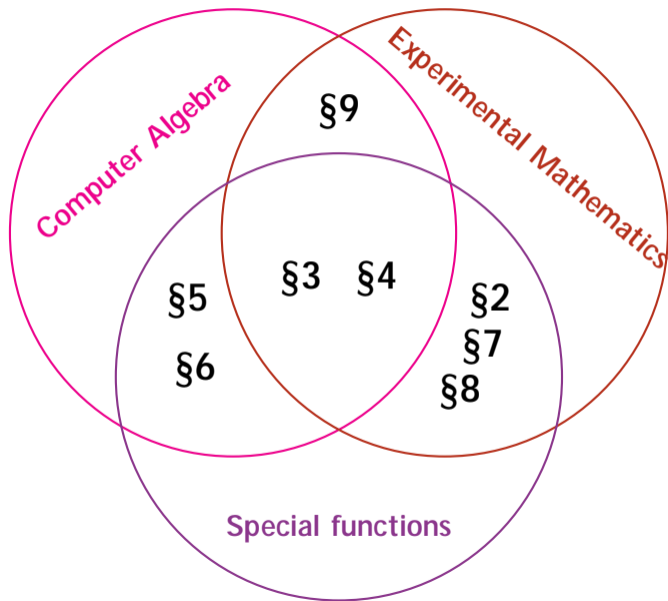 Computer Algebra
Experimental Mathematics
§9
§3 §4
§5
§6
§2
§7
§8
Special functions